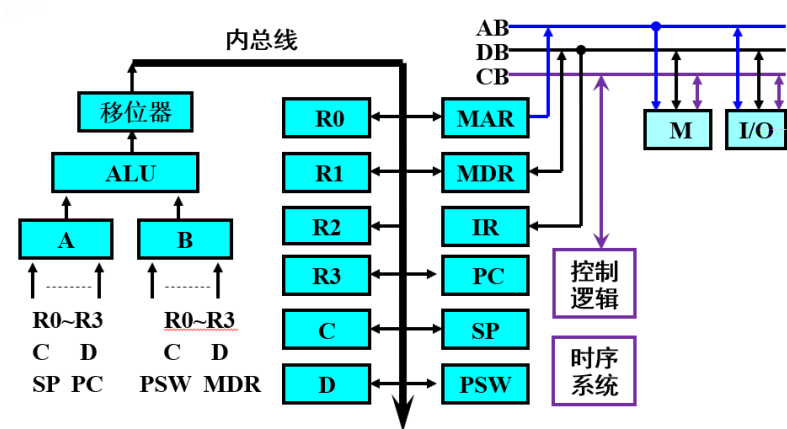 内总线
AB
DB
CB
移位器
ALU
A
B
R0~R3
C D
SP PC
R0~R3
C D
PSW MDR
R0
R1
R2
R3
C
D
MAR
MDR
IR
PC
SP
PSW
M
I/O
控制
逻辑
时序
系统